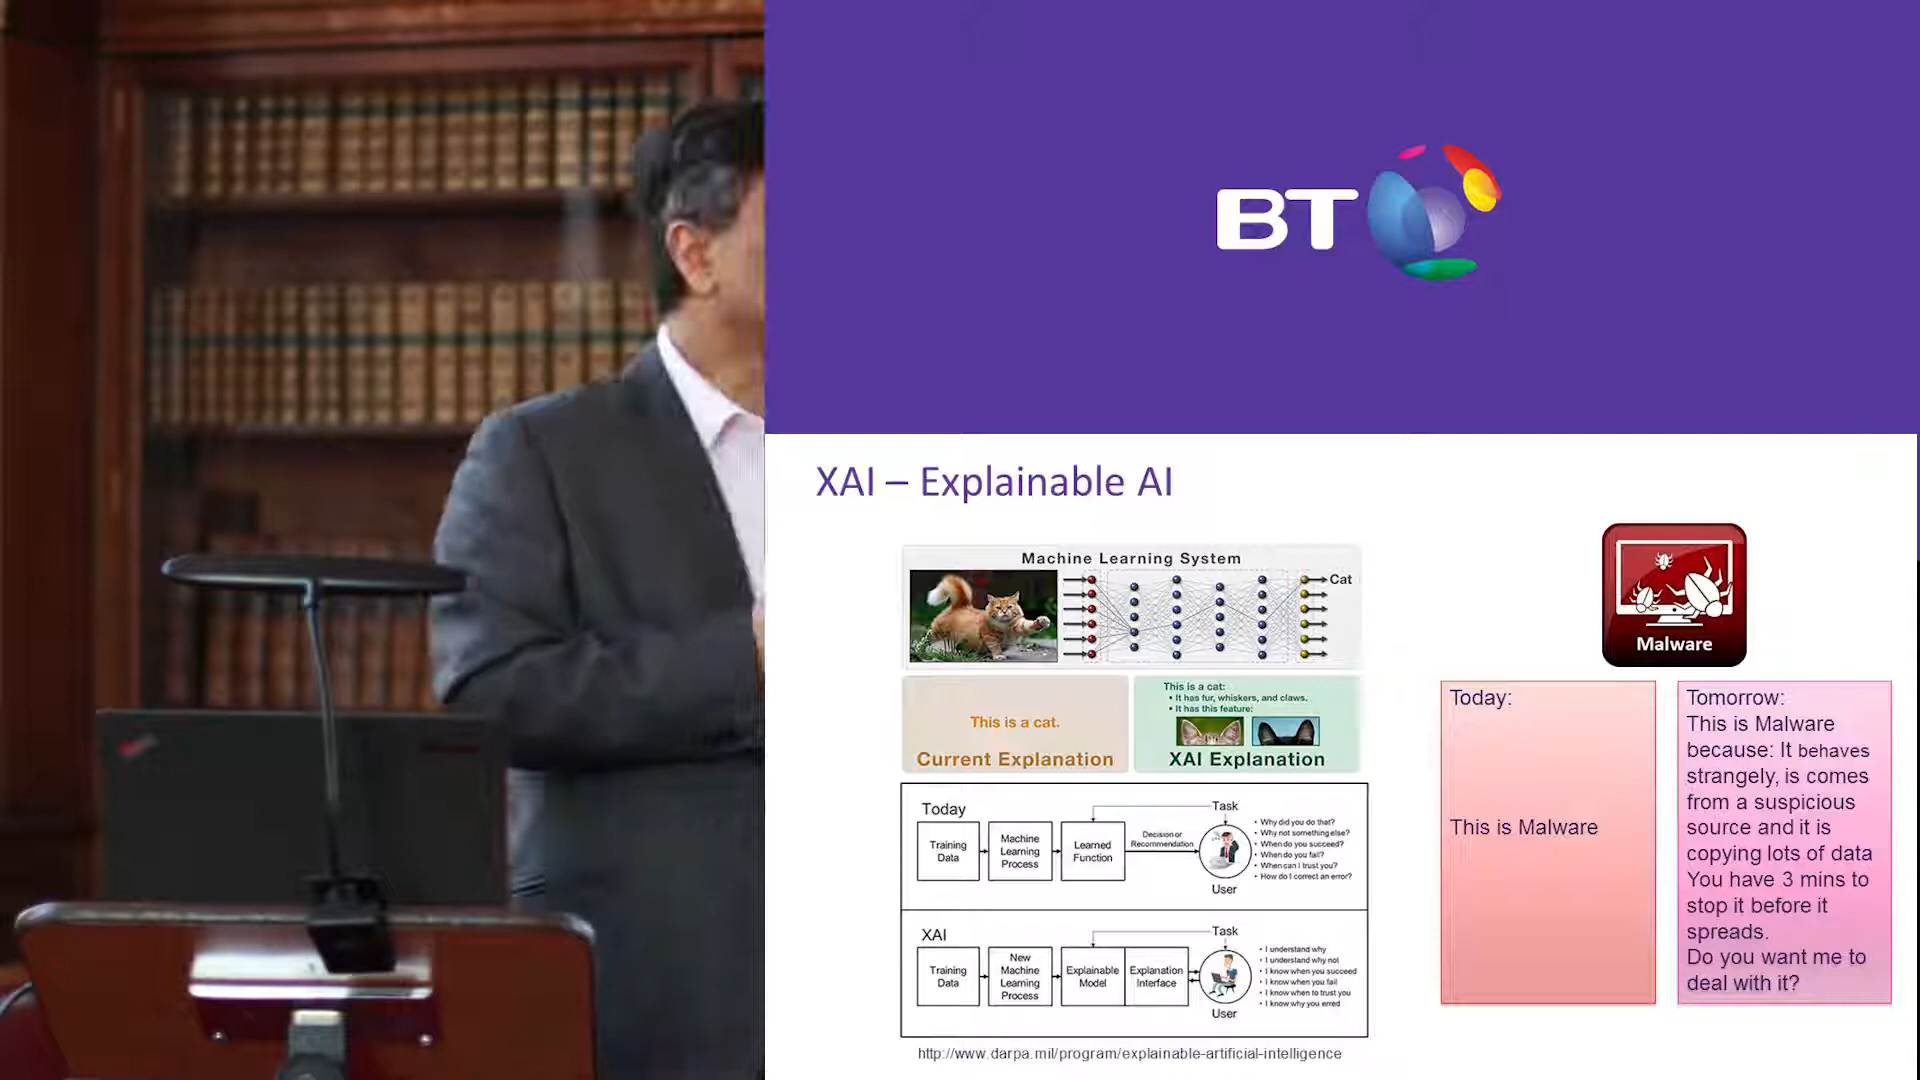 BT
XAI – Explainable AI
Machine Learning System
Cat
This is a cat.
Current Explanation
This is a cat:
• It has fur, whiskers, and claws.
• It has this feature:
XAI Explanation
Today
Training
Data
Machine
Learning
Process
Learned
Function
Decision or
Recommendation
Task
User
• Why did you do that?
• Why not something else?
• When do you succeed?
• When do you fail?
• When can I trust you?
• How do I correct an error?
XAI
Training
Data
New
Machine
Learning
Process
Explainable
Model
Explanation
Interface
Task
User
• I understand why
• I understand why not
• I know when you succeed
• I know when you fail
• I know when to trust you
• I know why you erred
http://www.darpa.mil/program/explainable-artificial-intelligence
Malware
Today:
This is Malware
Tomorrow:
This is Malware
because: It behaves
strangely, is comes
from a suspicious
source and it is
copying lots of data
You have 3 mins to
stop it before it
spreads.
Do you want me to
deal with it?